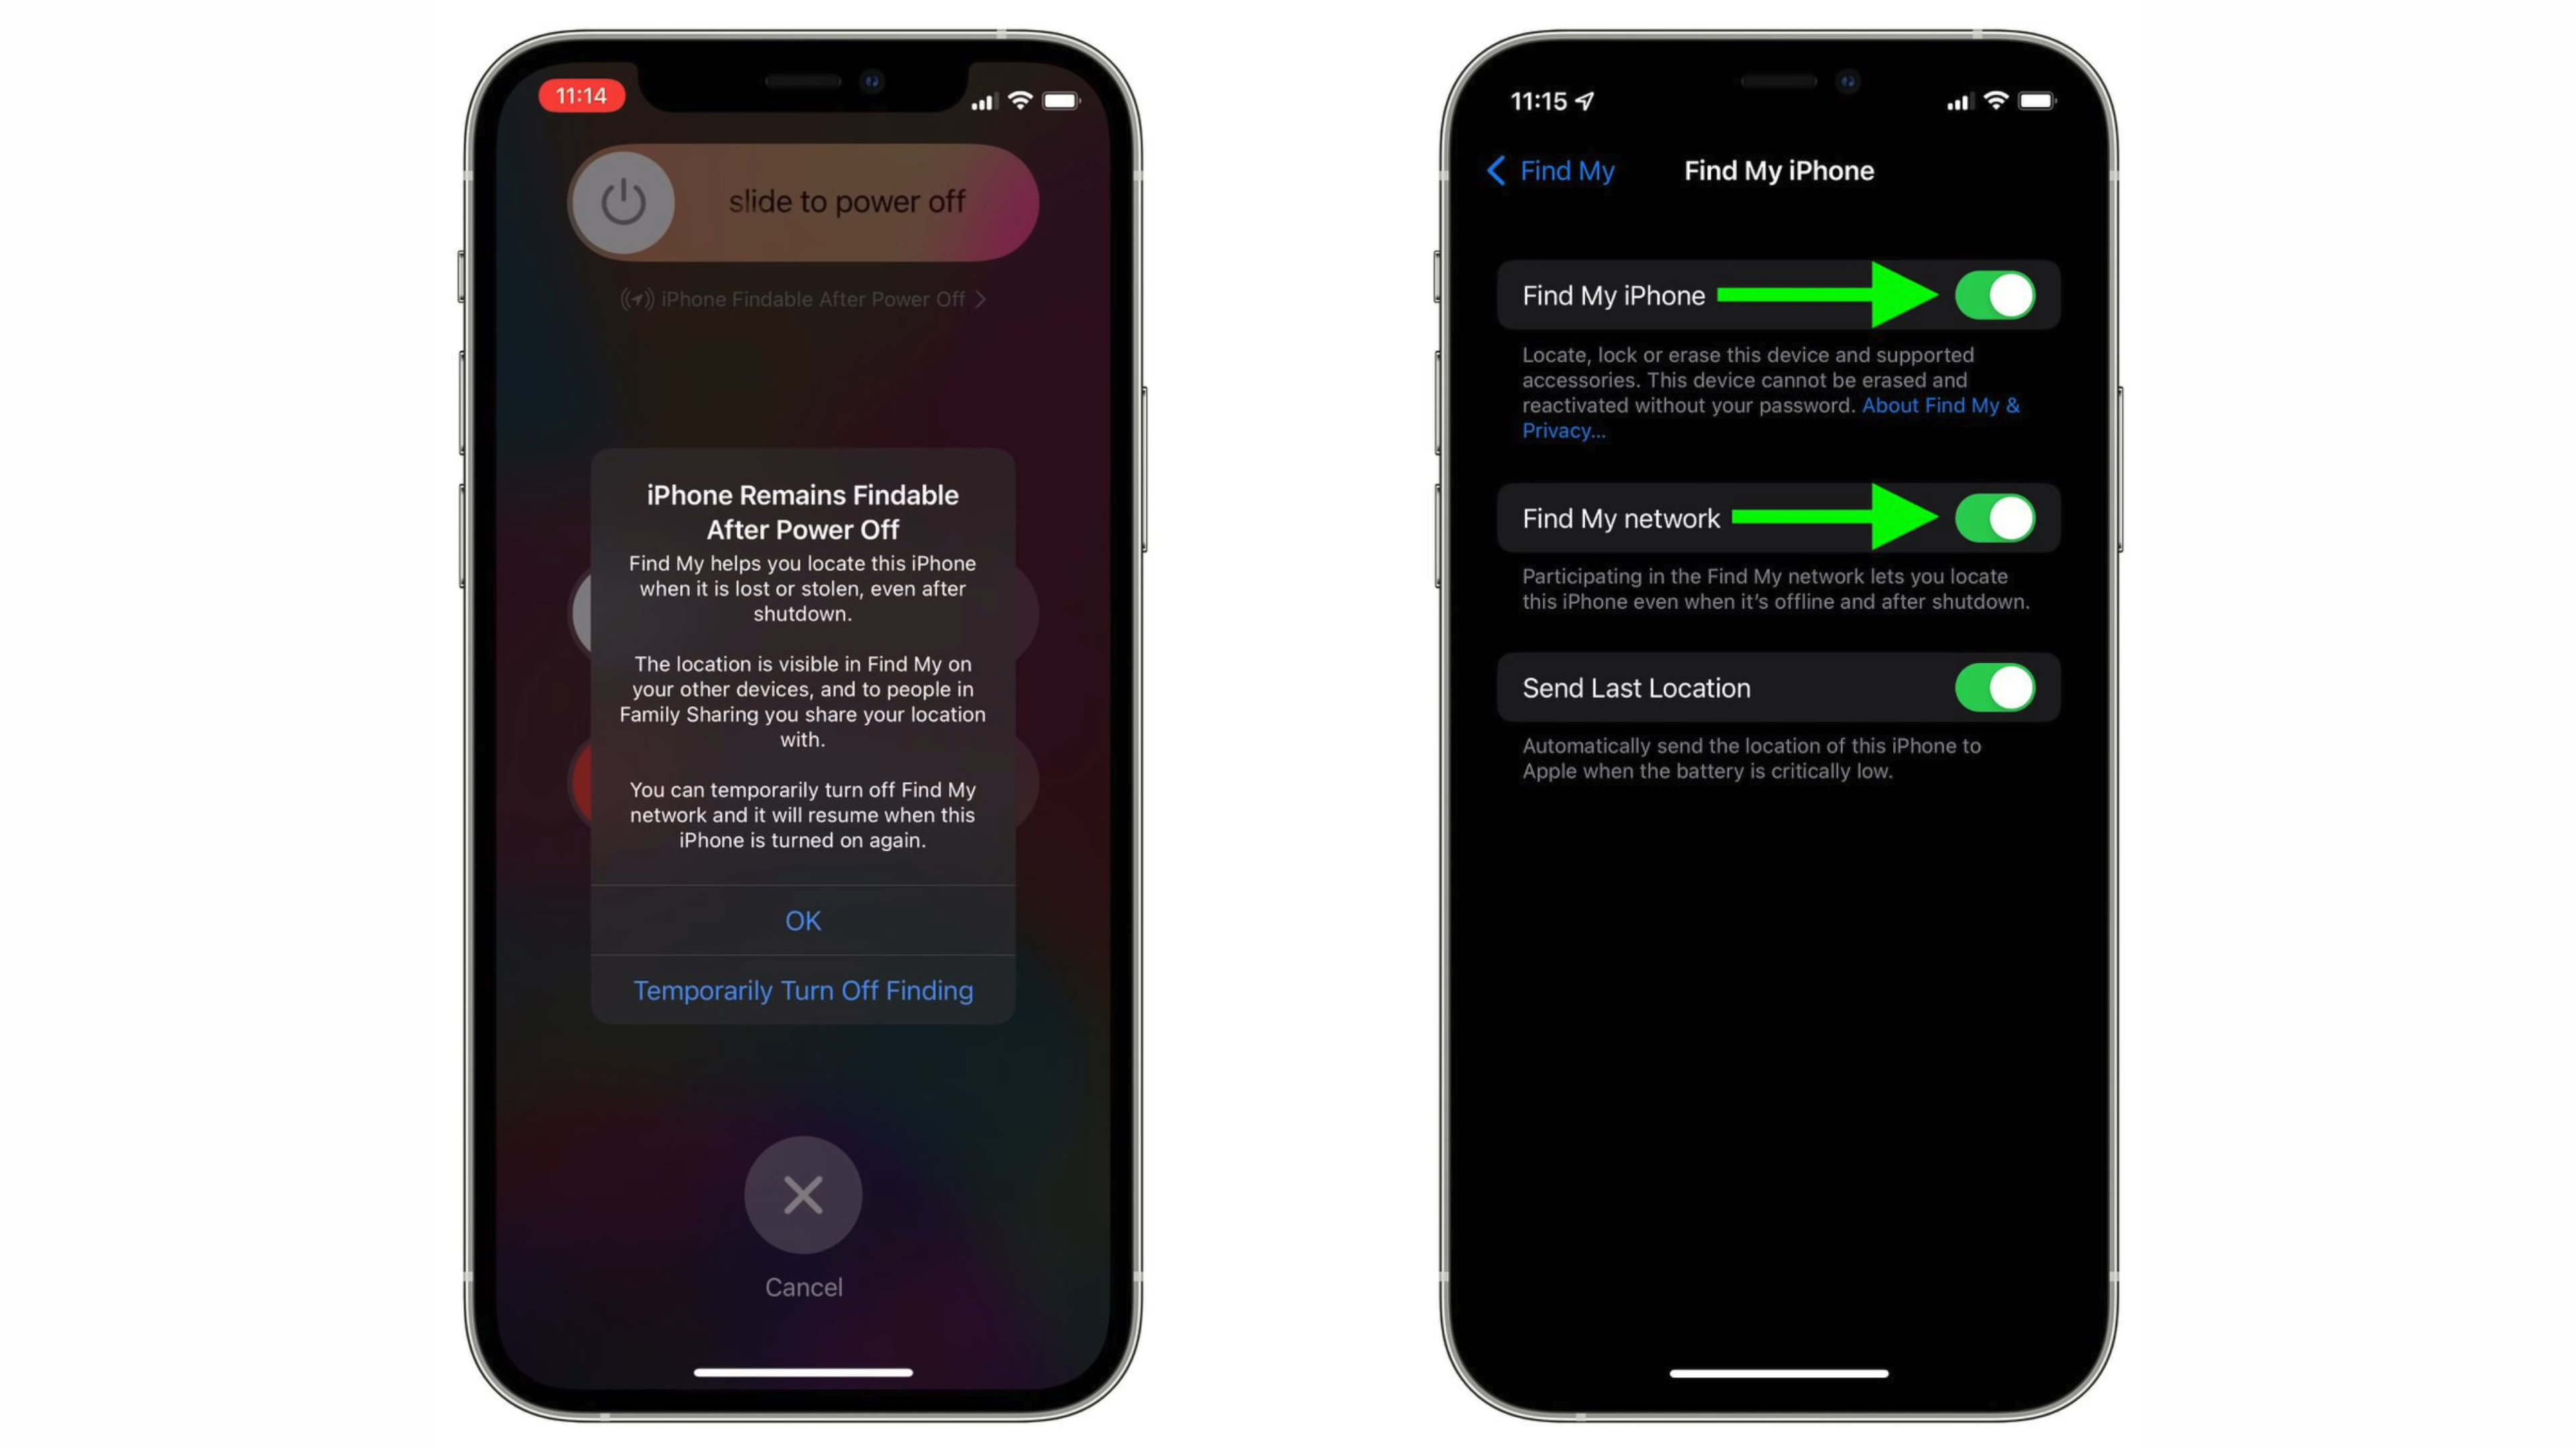 11:14
slide to power off
iPhone Findable After Power Off
iPhone Remains Findable
After Power Off
Find My helps you locate this iPhone
when it is lost or stolen, even after
shutdown.
The location is visible in Find My on
your other devices, and to people in
Family Sharing you share your location
with.
You can temporarily turn off Find My
network and it will resume when this
iPhone is turned on again.
OK
Temporarily Turn Off Finding
Cancel
11:15
Find My
Find My iPhone
Find My iPhone
Locate, lock or erase this device and supported
accessories. This device cannot be erased and
reactivated without your password. About Find My &
Privacy...
Find My network
Participating in the Find My network lets you locate
this iPhone even when it's offline and after shutdown.
Send Last Location
Automatically send the location of this iPhone to
Apple when the battery is critically low.